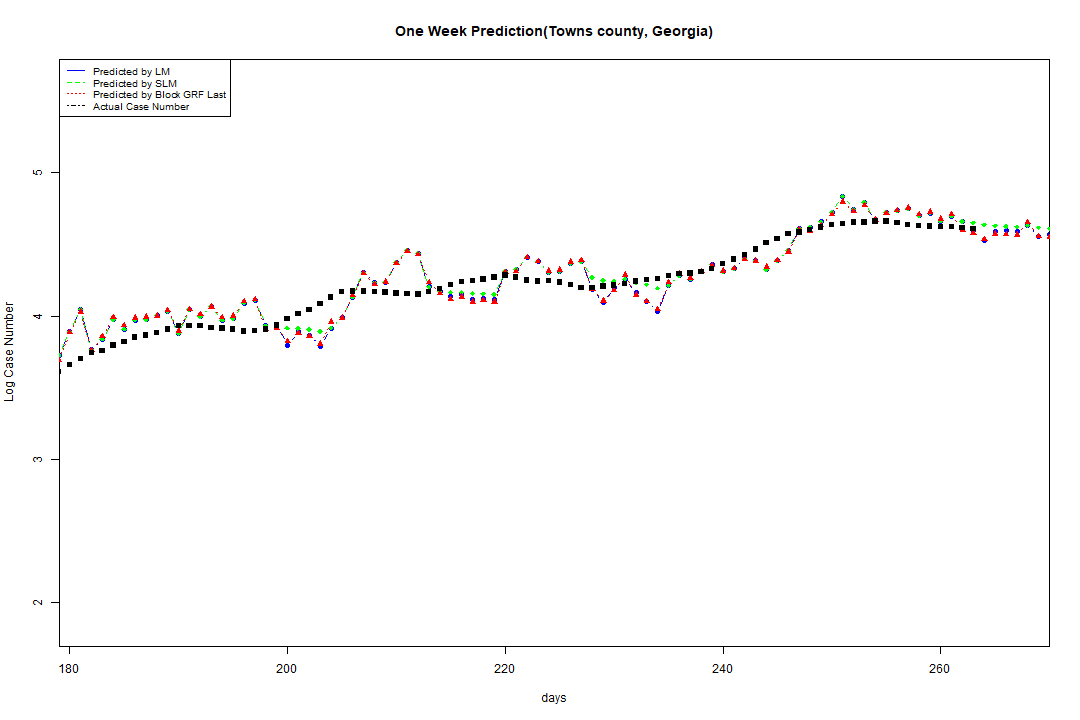 One Week Prediction(Towns county, Georgia)
Predicted by LM
Predicted by SLM
Predicted by Block GRF Last
Actual Case Number
5
4
3
2
Log Case Number
180 200 220 240 260
days